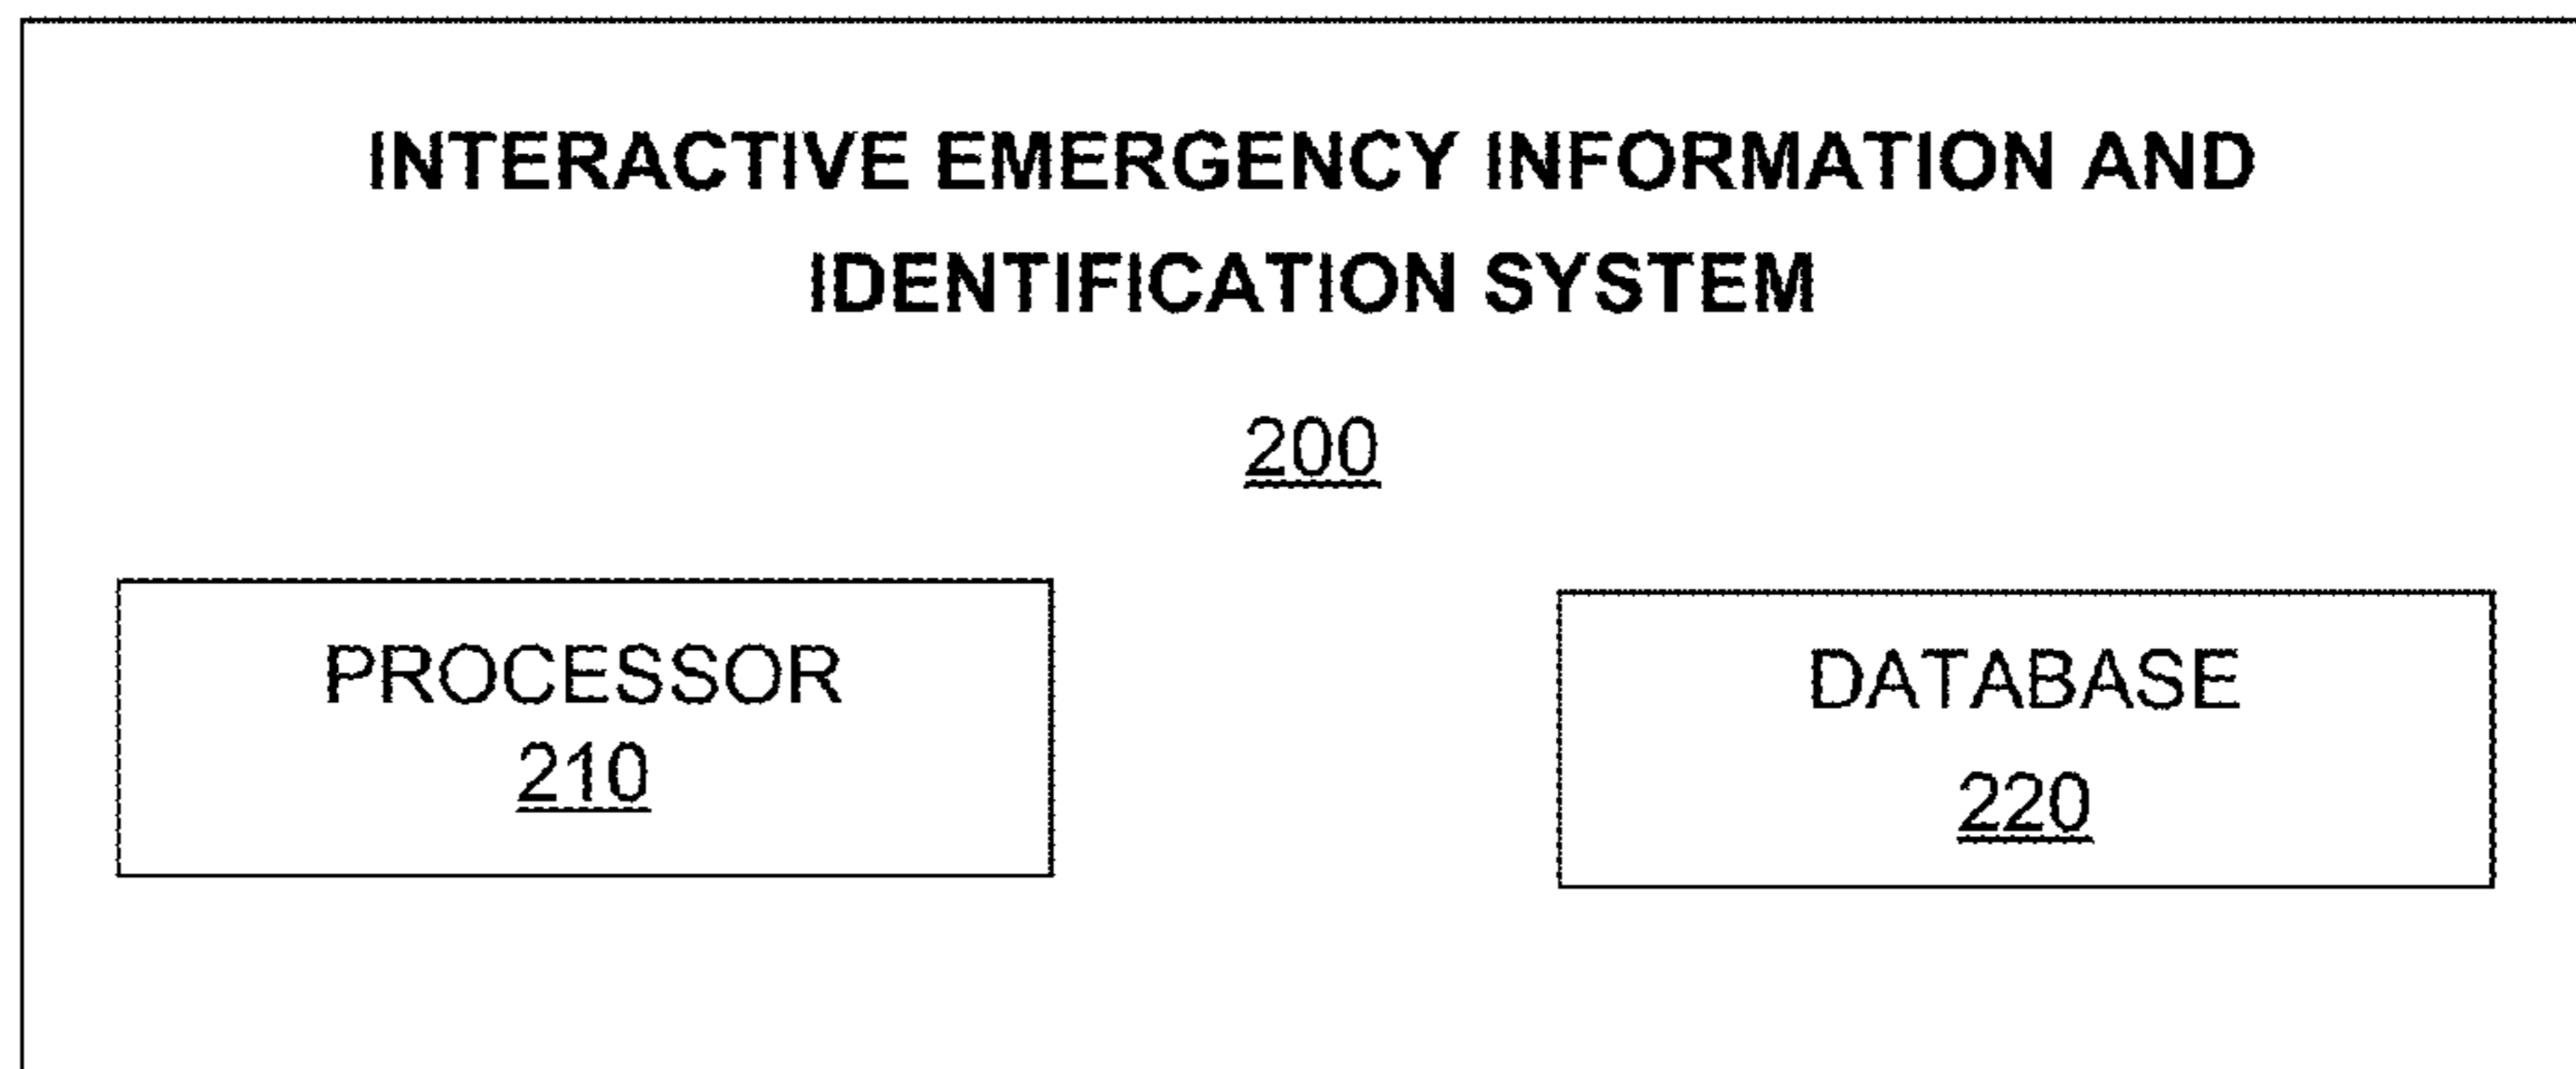 INTERACTIVE EMERGENCY INFORMATION AND
IDENTIFICATION SYSTEM
200
PROCESSOR
210
DATABASE
220